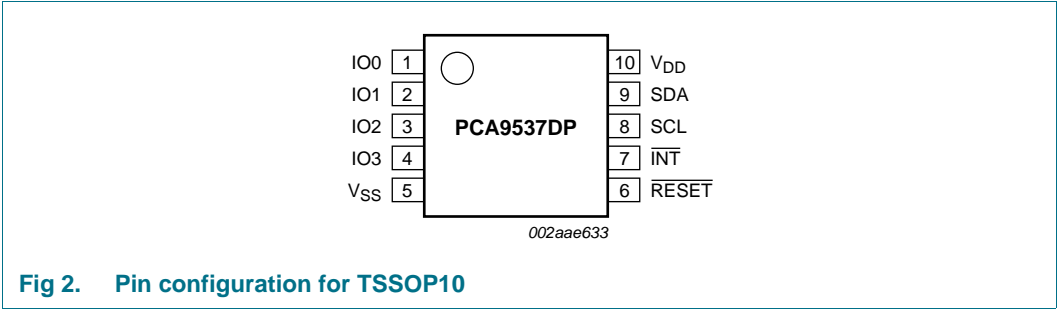 IO0 1 10 VDD
IO1 2 9 SDA
IO2 3 PCA9537DP 8 SCL
IO3 4 7 INT
VSS 5 6 RESET
002aae633
Fig 2. Pin configuration for TSSOP10